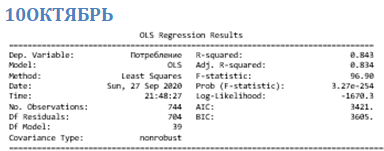 10ОКТЯБРЬ
OLS Regression Results
Dep. Variable: Потребление R-squared: 0.843
Model: OLS Adj. R-squared: 0.834
Method: Least Squares F-statistic: 96.90
Date: Sun, 27 Sep 2020 Prob (F-statistic): 3.27e-254
Time: 21:48:27 Log-Likelihood: -1670.3
No. Observations: 744 AIC: 3421.
Df Residuals: 704 BIC: 3605.
Df Model: 39
Covariance Type: nonrobust